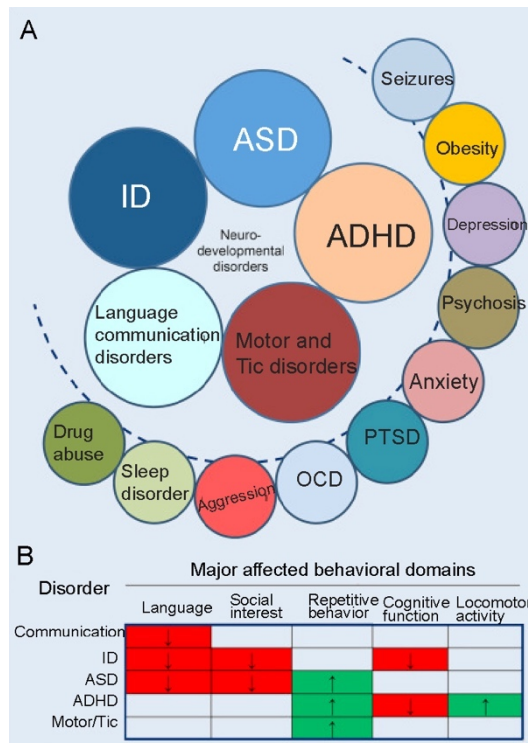 A
Seizures
ASD
Obesity
ID
Neuro-
developmental
disorders
ADHD
Depression
Psychosis
Language
communication
disorders
Motor and
Tic disorders
Anxiety
Drug
abuse
PTSD
Sleep
disorder
Aggression
OCD
B
Disorder
Major affected behavioral domains
Language
Social
interest
Repetitive
behavior
Cognitive
function
Locomotor
activity
Communication ↓
ID ↓ ↓ ↓
ASD ↓ ↓ ↑
ADHD ↑ ↓ ↑
Motor/Tic ↑